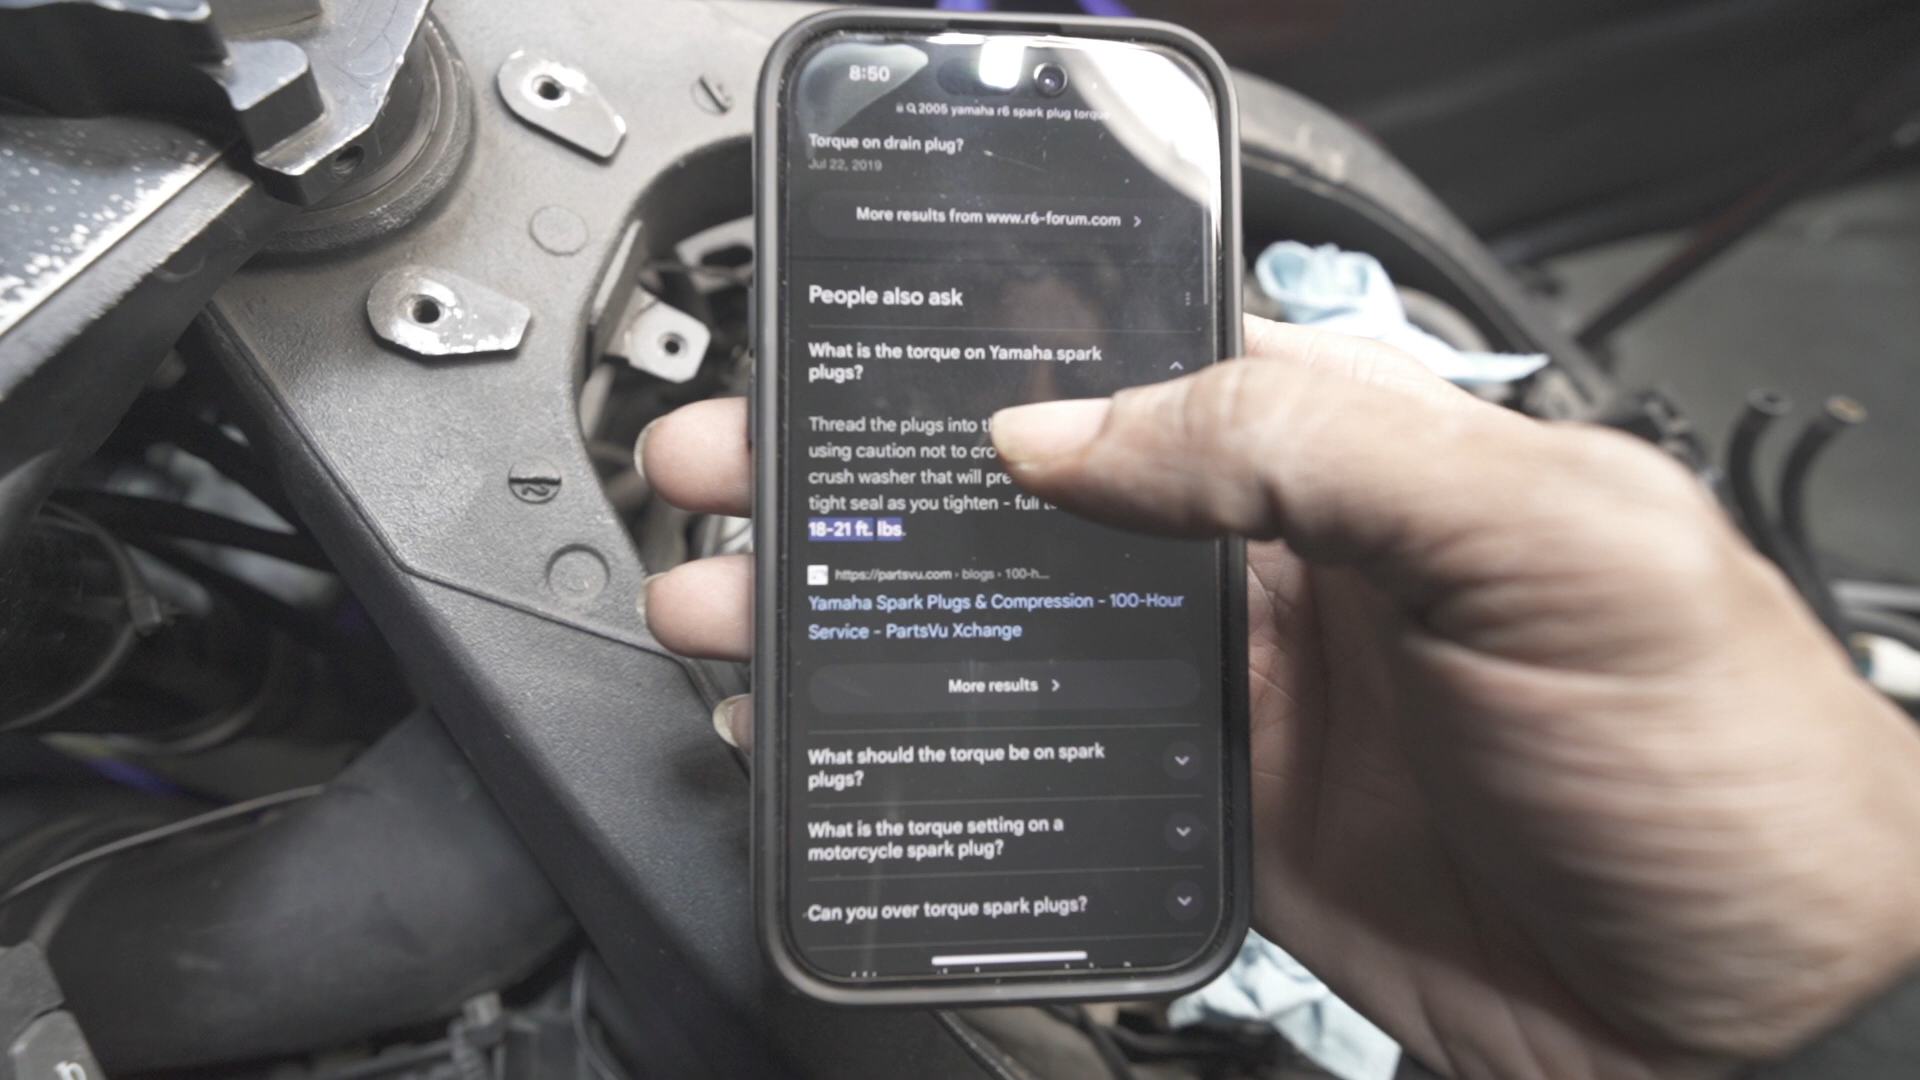 8:50
2005 yamaha r6 spark plug torque
Torque on drain plug?
Jul 22, 2019
More results from www.r6-forum.com
People also ask
What is the torque on Yamaha spark
plugs?
Thread the plugs into
using caution not to
crush washer that will
tight seal as you tighten - full
18-21 ft. lbs.
https://partsvu.com › blogs › 100-h...
Yamaha Spark Plugs & Compression - 100-Hour
Service - PartsVu Xchange
More results
What should the torque be on spark
plugs?
What is the torque setting on a
motorcycle spark plug?
Can you over torque spark plugs?